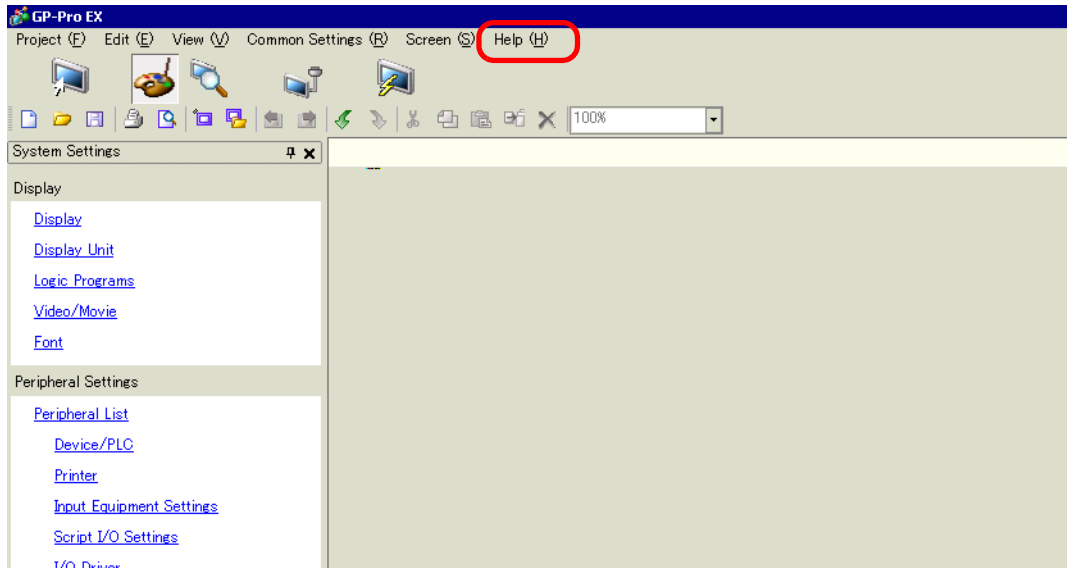 GP-Pro EX
Project (F) Edit (E) View (V) Common Settings (R) Screen (S) Help (H)
100%
System Settings
Display
Display
Display Unit
Logic Programs
Video/Movie
Font
Peripheral Settings
Peripheral List
Device/PLC
Printer
Input Equipment Settings
Script I/O Settings
I/O Driver